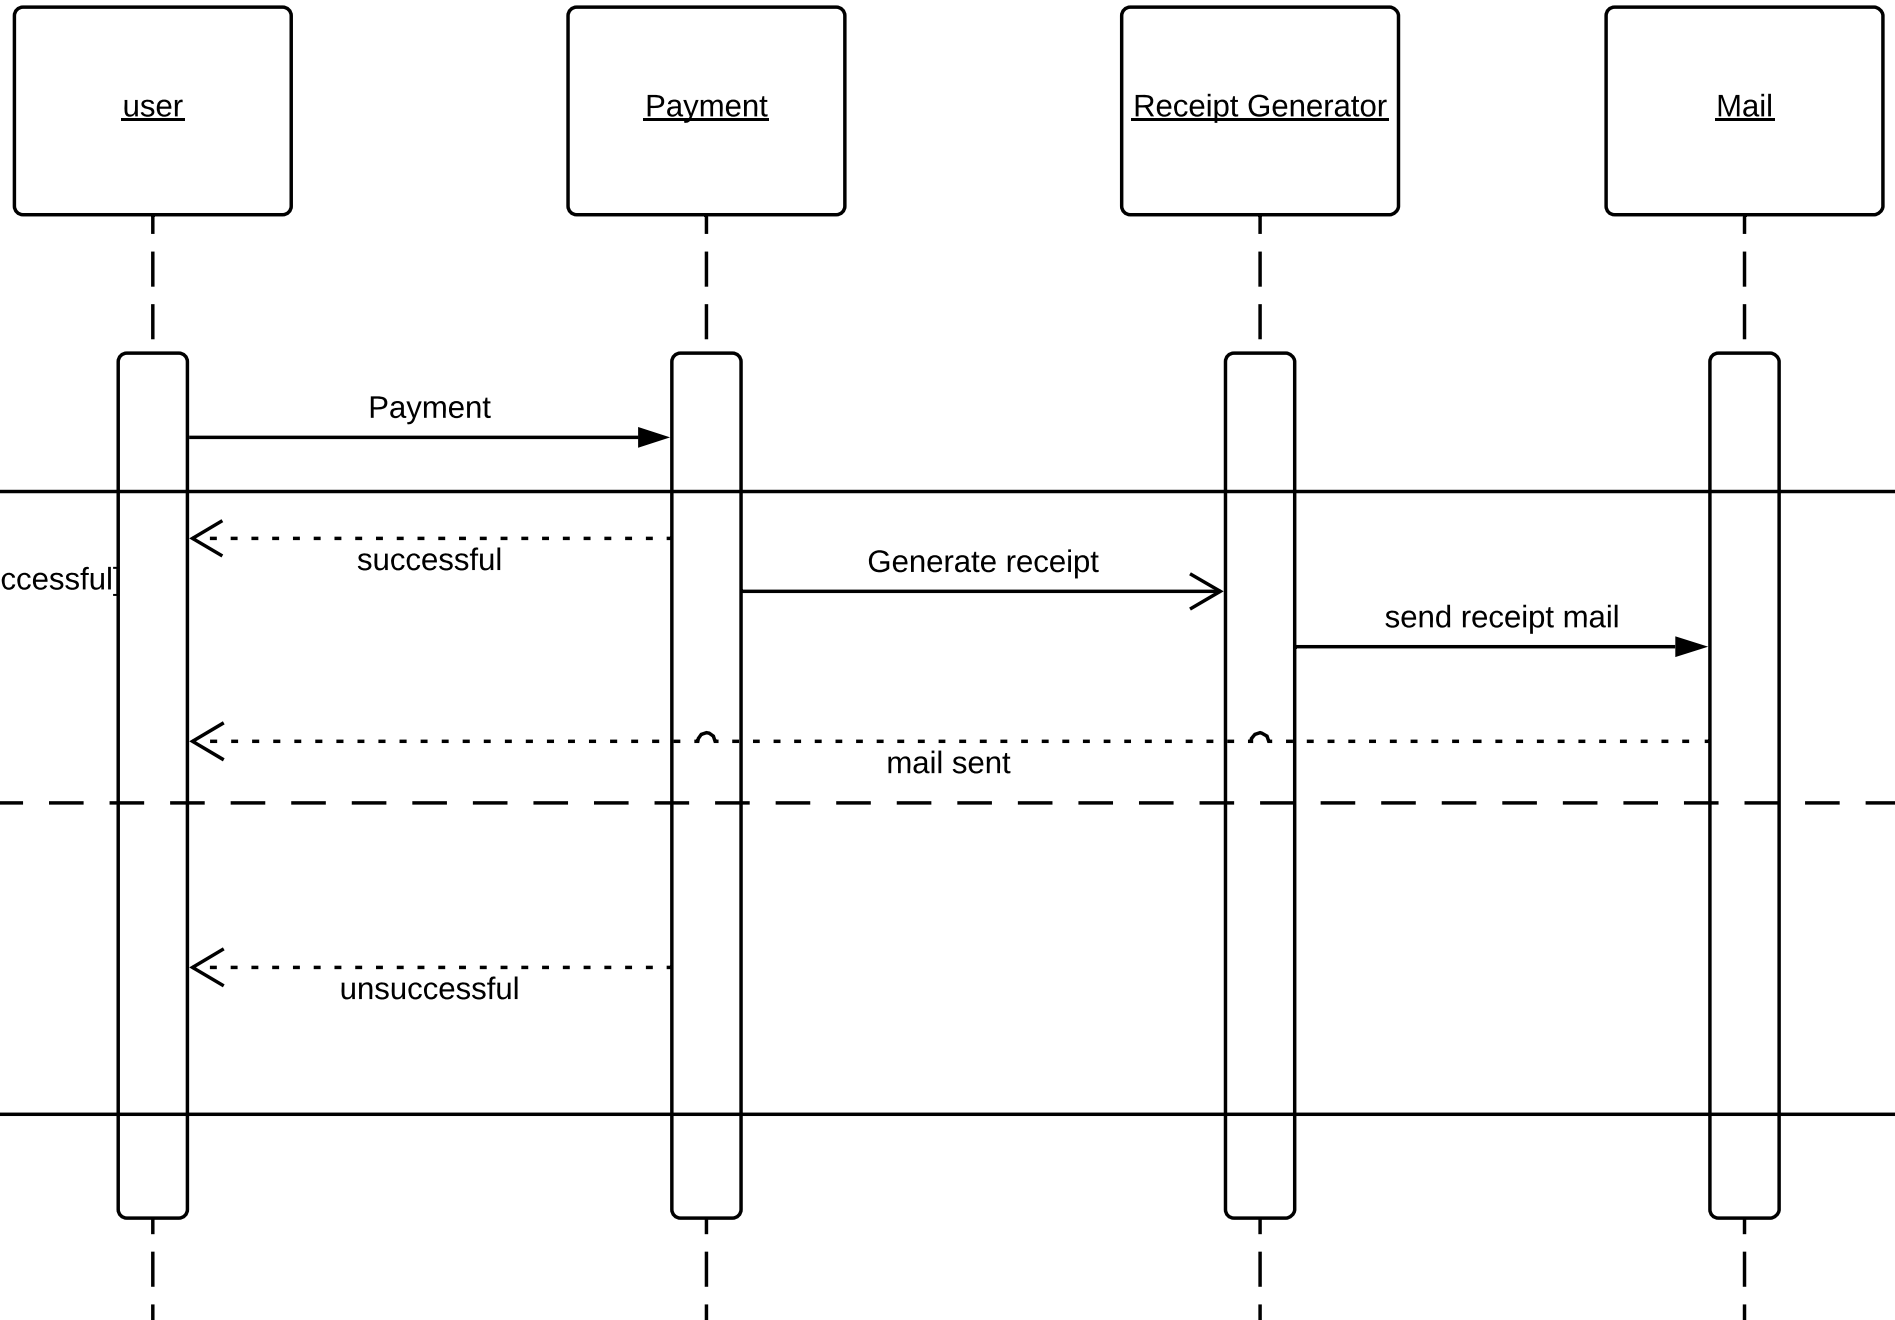 user
Payment
Receipt Generator
Mail
Payment
successful
Generate receipt
ccessful]
send receipt mail
mail sent
unsuccessful